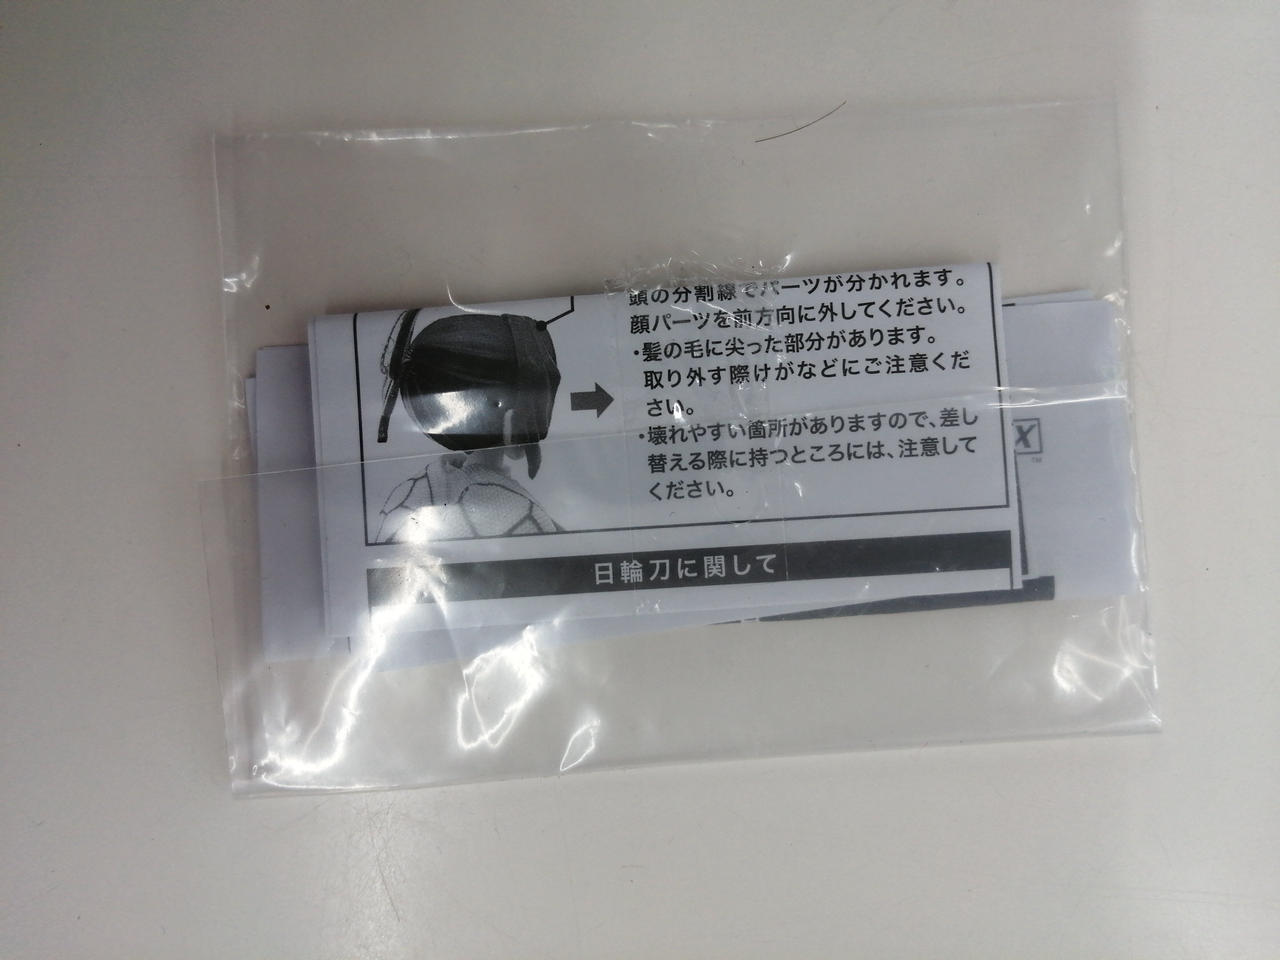 頭の分割線でパーツが分かれます。
顔パーツを前方向に外してください。
・髪の毛に尖った部分があります。
取り外す際けがなどにご注意くだ
さい。
・壊れやすい箇所がありますので、差し
替える際に持つところには、注意して
ください。
日輪刀に関して
X
TM